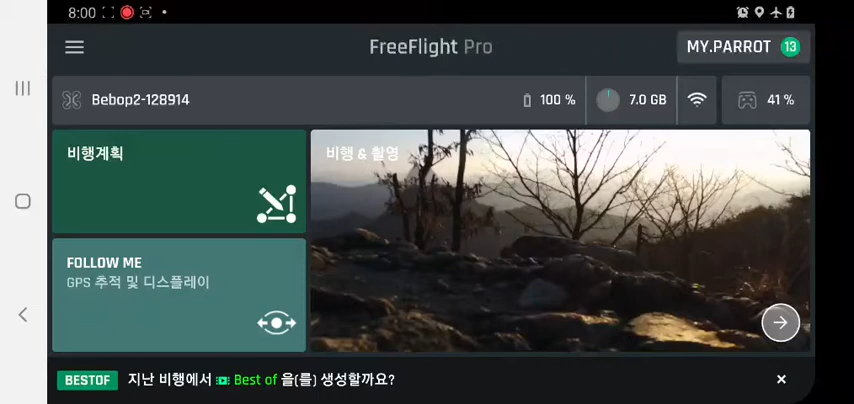 8:00
FreeFlight Pro
MY.PARROT 13
Bebop2-128914
100 %
7.0 GB
41 %
비행계획
비행 & 촬영
FOLLOW ME
GPS 추적 및 디스플레이
BESTOF 지난 비행에서 Best of 을(를) 생성할까요?